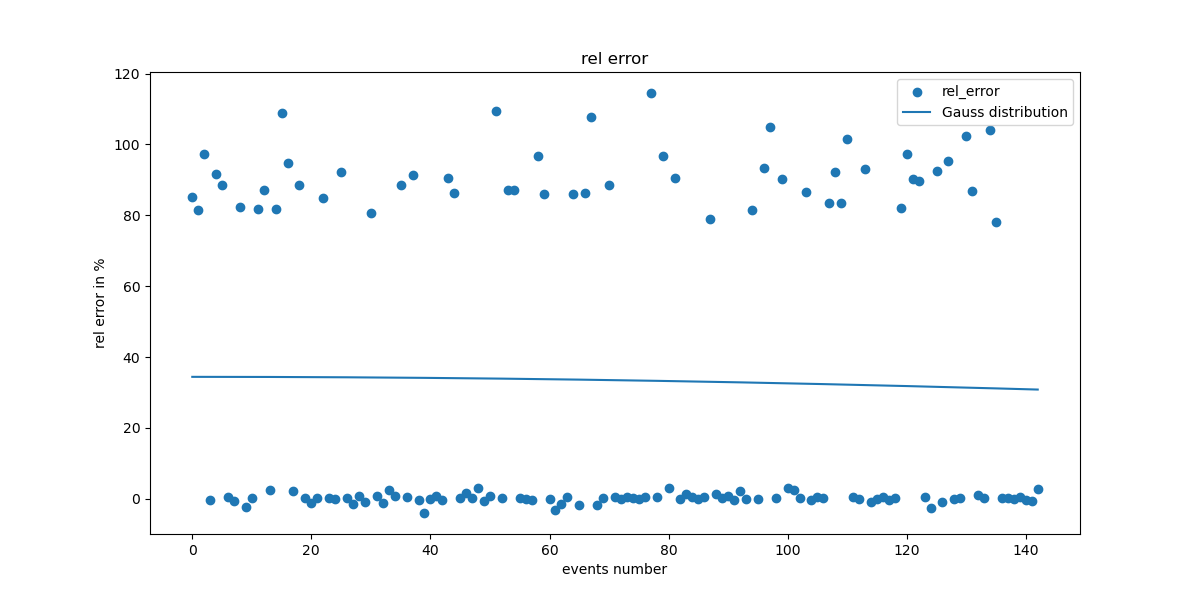 rel error
rel_error
Gauss distribution
rel error in %
120
100
80
60
40
20
0
0 20 40 60 80 100 120 140
events number